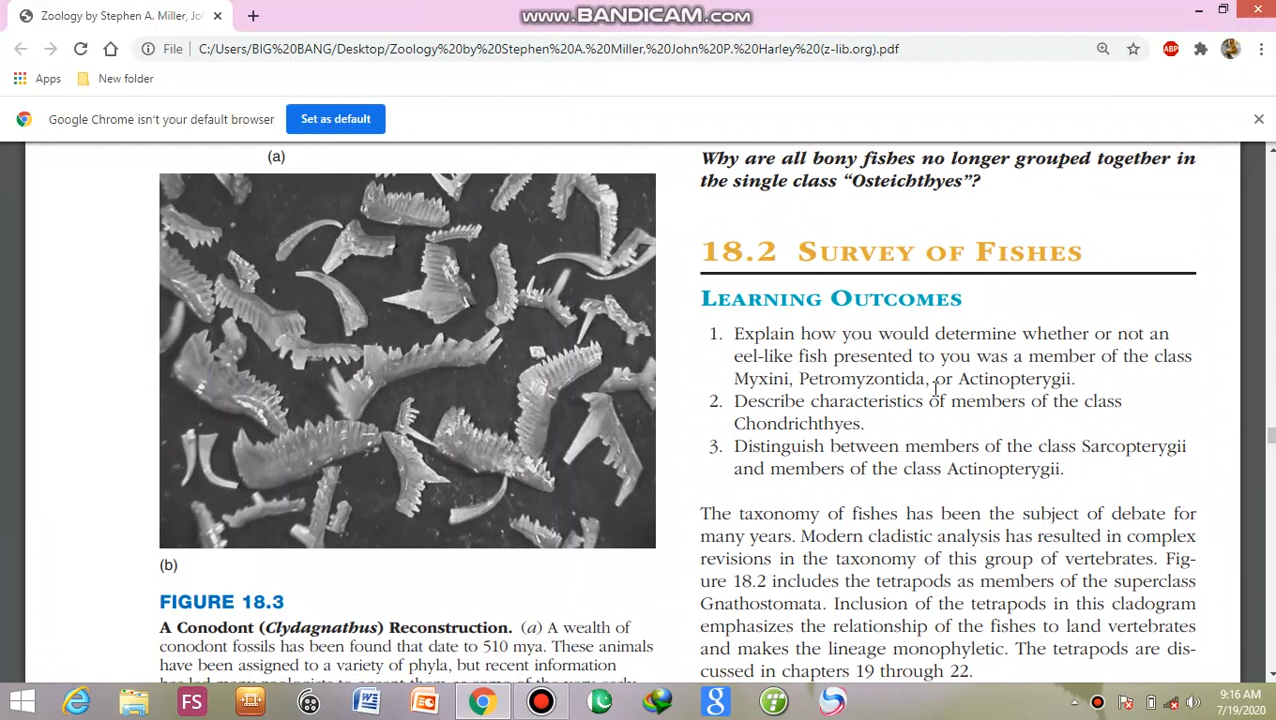 www.BANDICAM.com
Zoology by Stephen A. Miller, Joh
File
C:/Users/BIG%20BANG/Desktop/Zoology%20by%20Stephen%20A.%20Miller,%20John%20P.%20Harley%20(z-lib.org).pdf
ABP
Apps
New folder
Google Chrome isn't your default browser
Set as default
(a)
(b)
FIGURE 18.3
A Conodont (Clydagnathus) Reconstruction. (a) A wealth of
conodont fossils has been found that date to 510 mya. These animals
have been assigned to a variety of phyla, but recent information
Why are all bony fishes no longer grouped together in
the single class “Osteichthyes”?
18.2 SURVEY OF FISHES
LEARNING OUTCOMES
1. Explain how you would determine whether or not an
eel-like fish presented to you was a member of the class
Myxini, Petromyzontida, or Actinopterygii.
2. Describe characteristics of members of the class
Chondrichthyes.
3. Distinguish between members of the class Sarcopterygii
and members of the class Actinopterygii.
The taxonomy of fishes has been the subject of debate for
many years. Modern cladistic analysis has resulted in complex
revisions in the taxonomy of this group of vertebrates. Fig-
ure 18.2 includes the tetrapods as members of the superclass
Gnathostomata. Inclusion of the tetrapods in this cladogram
emphasizes the relationship of the fishes to land vertebrates
and makes the lineage monophyletic. The tetrapods are dis-
cussed in chapters 19 through 22.
FS
9:16 AM
7/19/2020